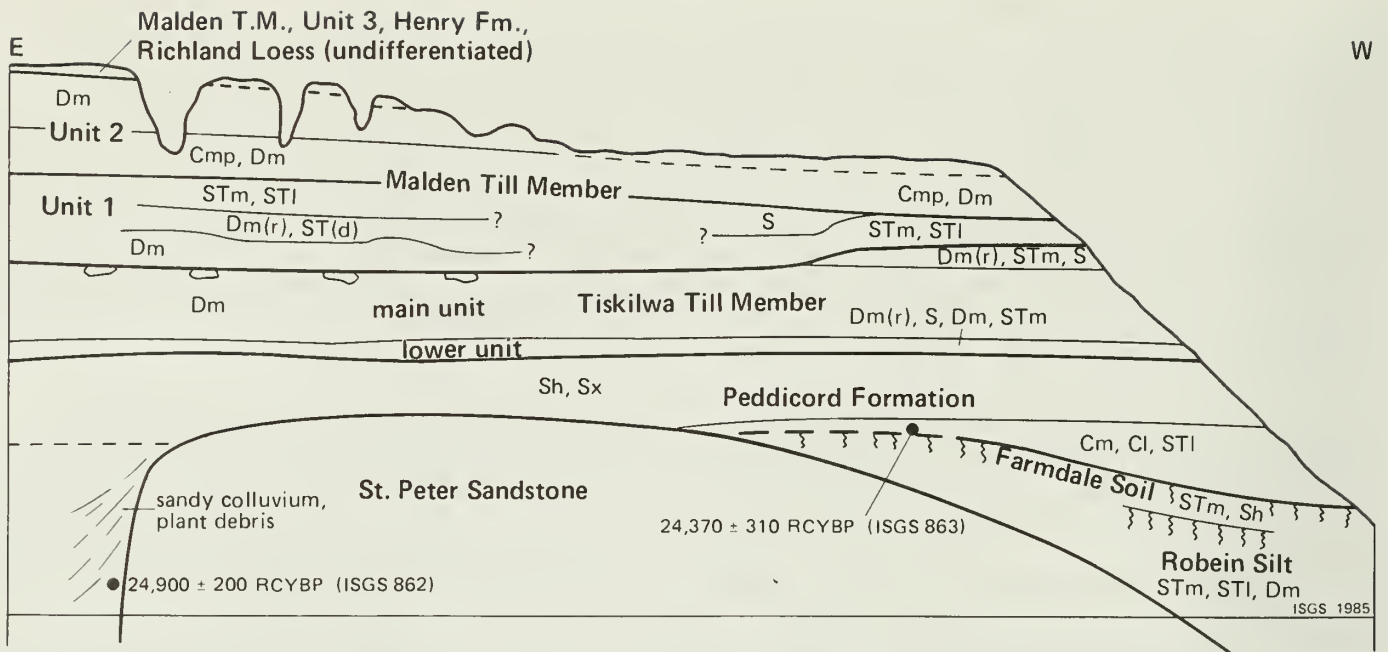 Malden T.M., Unit 3, Henry Fm.,
Richland Loess (undifferentiated)
E
W
Dm
Unit 2
Cmp, Dm
Malden Till Member
Cmp, Dm
Unit 1
STm, STl
?
S
?
STm, STl
Dm(r), ST(d)
?
Dm
Dm(r), STm, S
Dm
main unit
Tiskilwa Till Member
Dm(r), S, Dm, STm
lower unit
Sh, Sx
Peddicord Formation
Cm, Cl, STl
Farmdale Soil
STm, Sh
St. Peter Sandstone
sandy colluvium,
plant debris
24,370 ± 310 RCYBP (ISGS 863)
24,900 ± 200 RCYBP (ISGS 862)
Robein Silt
STm, STl, Dm
ISGS 1985